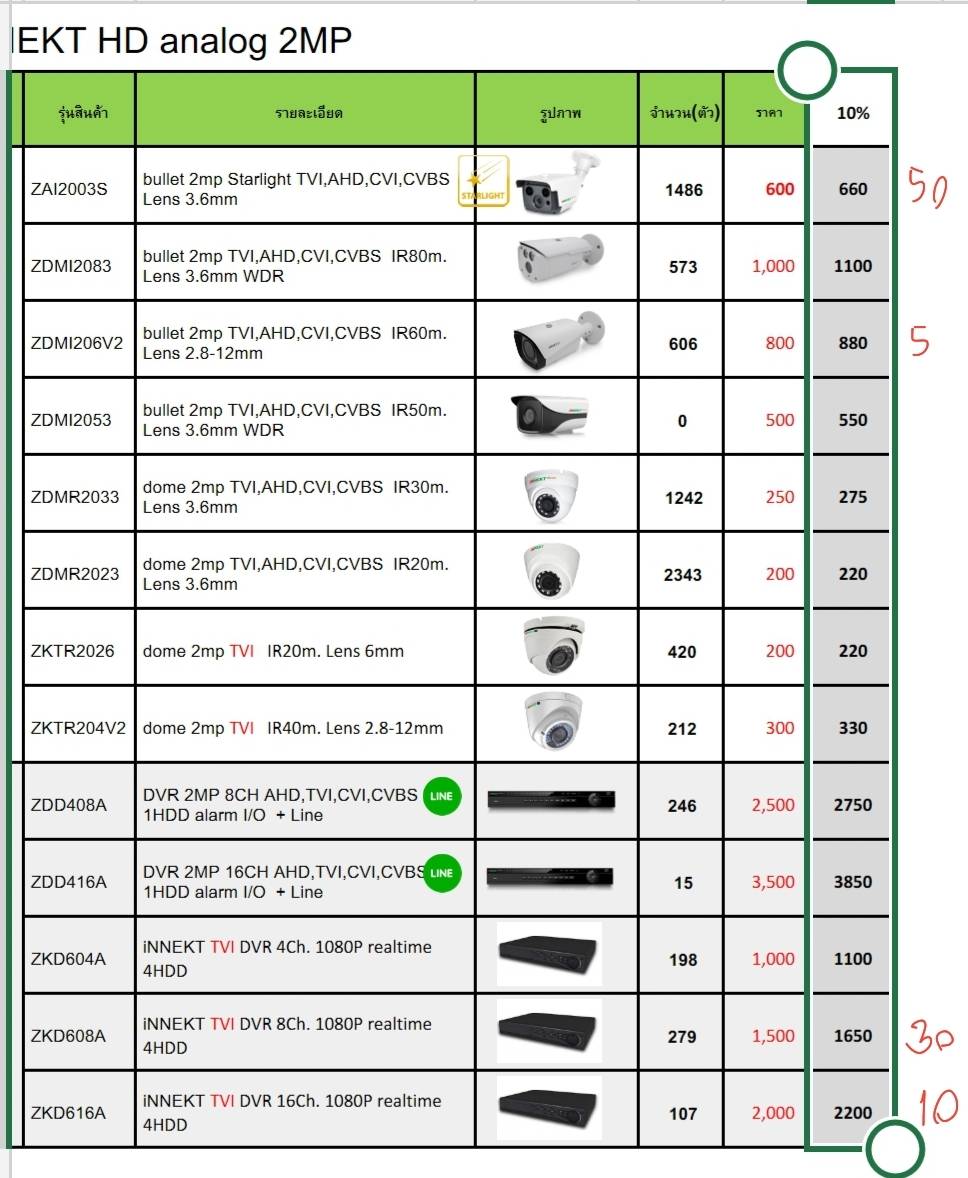 NEKT HD analog 2MP
รุ่นสินค้า รายละเอียด รูปภาพ จำนวน(ตัว) ราคา 10%
ZAI2003S bullet 2mp Starlight TVI,AHD,CVI,CVBS STARLIGHT 1486 600 660 50
Lens 3.6mm
ZDMI2083 bullet 2mp TVI,AHD,CVI,CVBS IR80m. 573 1,000 1100
Lens 3.6mm WDR
ZDMI206V2 bullet 2mp TVI,AHD,CVI,CVBS IR60m. 606 800 880 5
Lens 2.8-12mm
ZDMI2053 bullet 2mp TVI,AHD,CVI,CVBS IR50m. 0 500 550
Lens 3.6mm WDR
ZDMR2033 dome 2mp TVI,AHD,CVI,CVBS IR30m. 1242 250 275
Lens 3.6mm
ZDMR2023 dome 2mp TVI,AHD,CVI,CVBS IR20m. 2343 200 220
Lens 3.6mm
ZKTR2026 dome 2mp TVI IR20m. Lens 6mm 420 200 220
ZKTR204V2 dome 2mp TVI IR40m. Lens 2.8-12mm 212 300 330
ZDD408A DVR 2MP 8CH AHD,TVI,CVI,CVBS LINE 246 2,500 2750
1HDD alarm I/O + Line
ZDD416A DVR 2MP 16CH AHD,TVI,CVI,CVBS LINE 15 3,500 3850
1HDD alarm I/O + Line
ZKD604A iNNEKT TVI DVR 4Ch. 1080P realtime 198 1,000 1100
4HDD
ZKD608A iNNEKT TVI DVR 8Ch. 1080P realtime 279 1,500 1650 30
4HDD
ZKD616A iNNEKT TVI DVR 16Ch. 1080P realtime 107 2,000 2200 10
4HDD